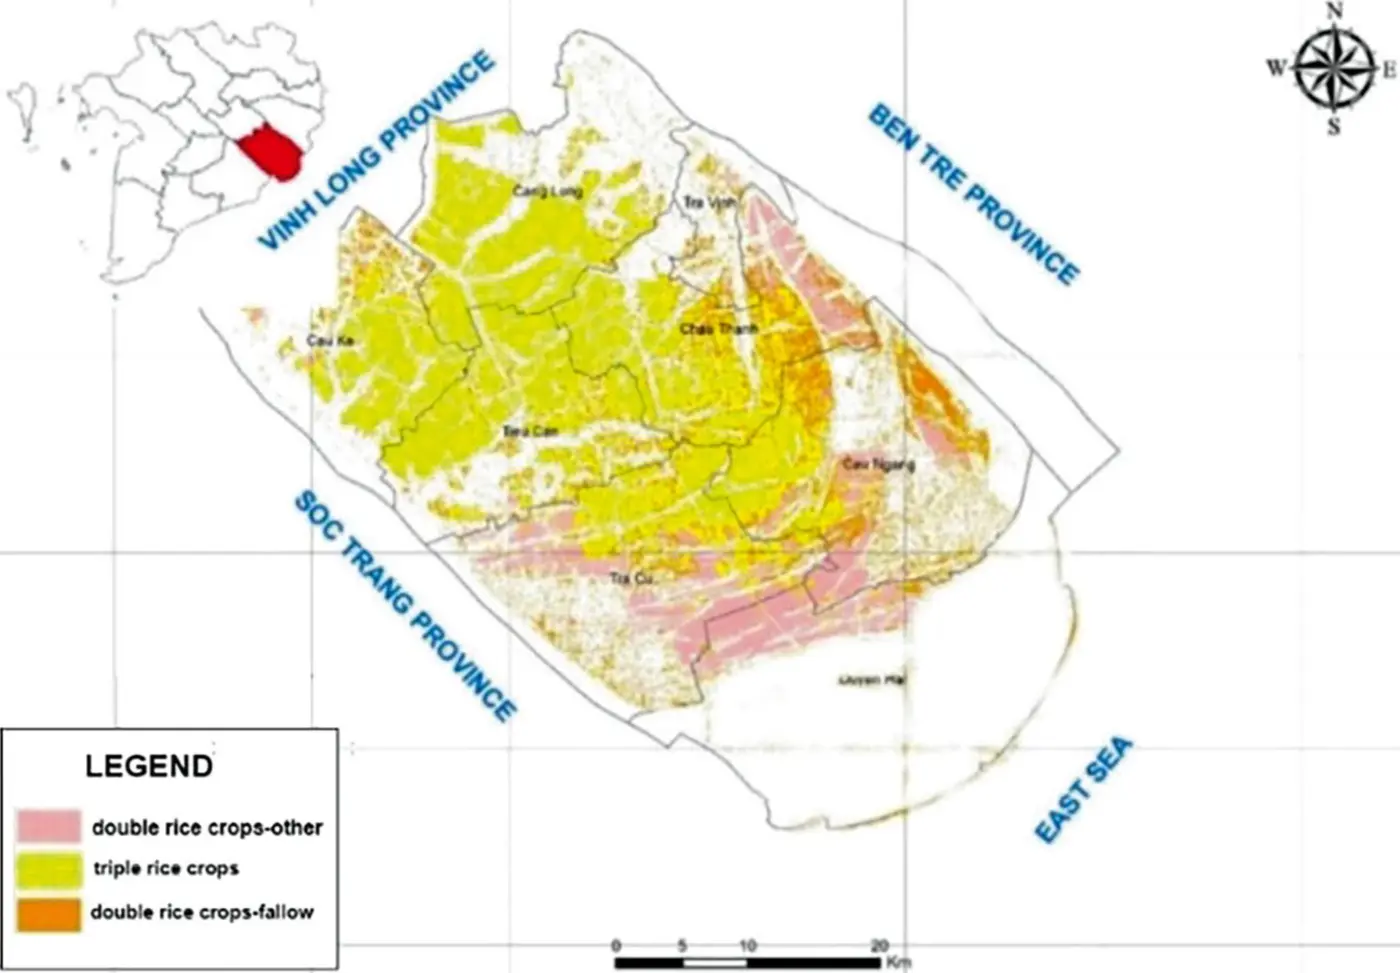 N
W E
S
VINH LONG PROVINCE
BEN TRE PROVINCE
Cang Long
Tra Vinh
Chau Thanh
Cau Ke
Tieu Can
Cau Ngang
Tra Cu
Duyen Hai
SOC TRANG PROVINCE
EAST SEA
LEGEND
double rice crops-other
triple rice crops
double rice crops-fallow
0 5 10 20
Km